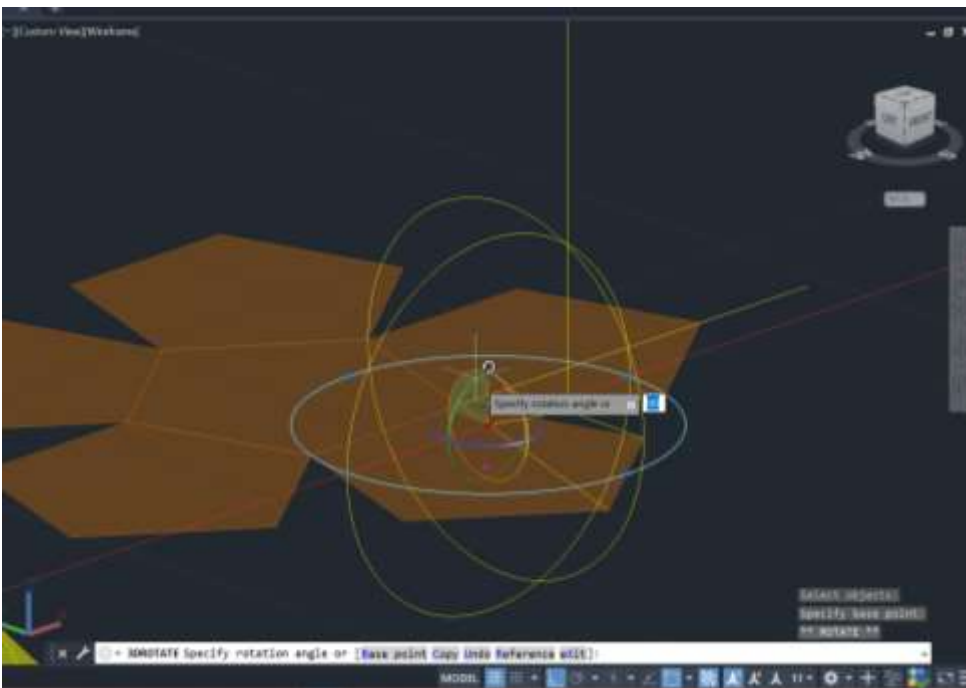 [−][Custom View][Wireframe]
Specify rotation angle or
Select objects:
Specify base point:
** ROTATE **
3DROTATE Specify rotation angle or [Base point Copy Undo Reference eXit]:
MODEL